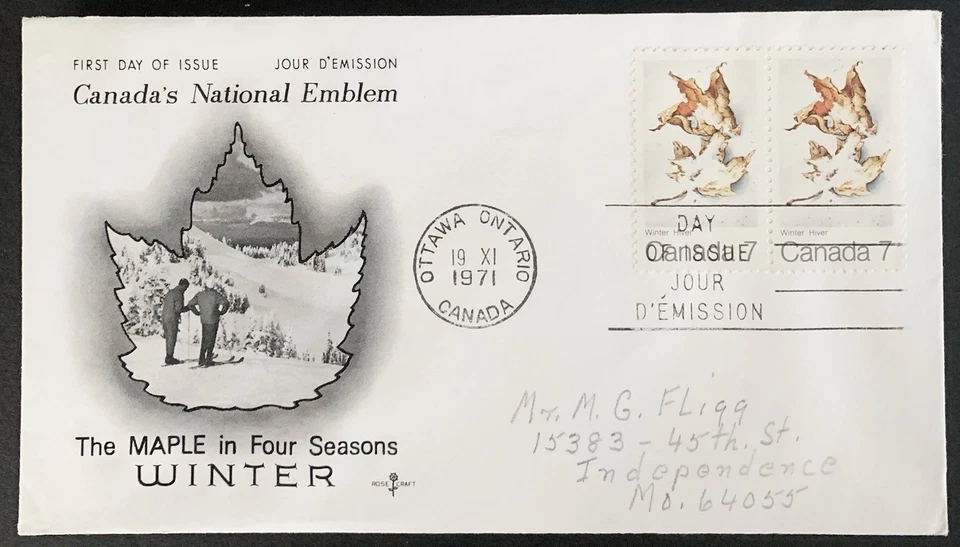 FIRST DAY OF ISSUE JOUR D'EMISSION
Canada's National Emblem
The MAPLE in Four Seasons
WINTER
ROSE CRAFT
OTTAWA ONTARIO
19 XI
1971
CANADA
Winter Hiver
Canada 7
Winter Hiver
Canada 7
DAY
OF ISSUE
JOUR
D'ÉMISSION
Mr. M. G. Fligg
15383 - 45th. St.
Independence
Mo. 64055